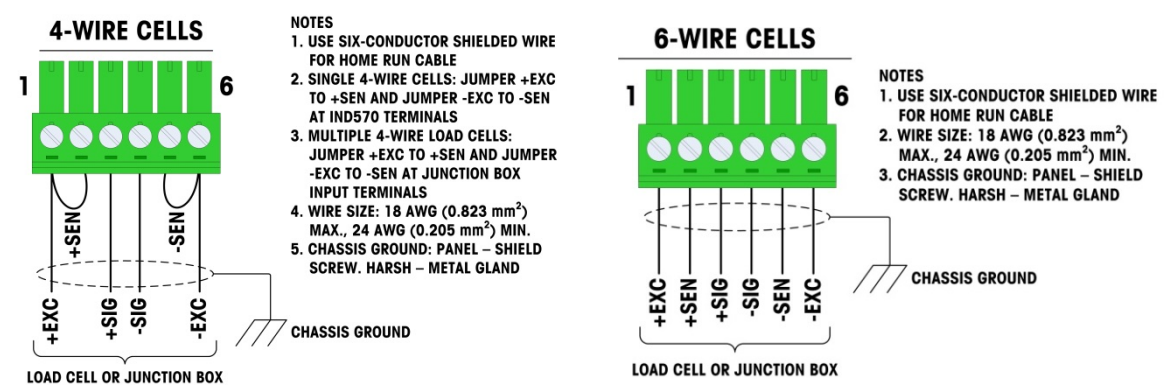 4-WIRE CELLS
1
6
+SEN
-SEN
+EXC
+SIG
-SIG
-EXC
CHASSIS GROUND
LOAD CELL OR JUNCTION BOX
NOTES
1. USE SIX-CONDUCTOR SHIELDED WIRE
FOR HOME RUN CABLE
2. SINGLE 4-WIRE CELLS: JUMPER +EXC
TO +SEN AND JUMPER -EXC TO -SEN
AT IND570 TERMINALS
3. MULTIPLE 4-WIRE LOAD CELLS:
JUMPER +EXC TO +SEN AND JUMPER
-EXC TO -SEN AT JUNCTION BOX
INPUT TERMINALS
4. WIRE SIZE: 18 AWG (0.823 mm²)
MAX., 24 AWG (0.205 mm²) MIN.
5. CHASSIS GROUND: PANEL – SHIELD
SCREW. HARSH – METAL GLAND
6-WIRE CELLS
1
6
+EXC
+SEN
+SIG
-SIG
-SEN
-EXC
CHASSIS GROUND
LOAD CELL OR JUNCTION BOX
NOTES
1. USE SIX-CONDUCTOR SHIELDED WIRE
FOR HOME RUN CABLE
2. WIRE SIZE: 18 AWG (0.823 mm²)
MAX., 24 AWG (0.205 mm²) MIN.
3. CHASSIS GROUND: PANEL – SHIELD
SCREW. HARSH – METAL GLAND